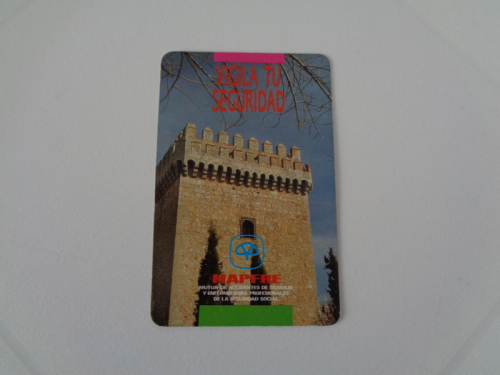 VIGILA TU
SEGURIDAD
MAPFRE
MUTUA DE ACCIDENTES DE TRABAJO
Y ENFERMEDADES PROFESIONALES
DE LA SEGURIDAD SOCIAL